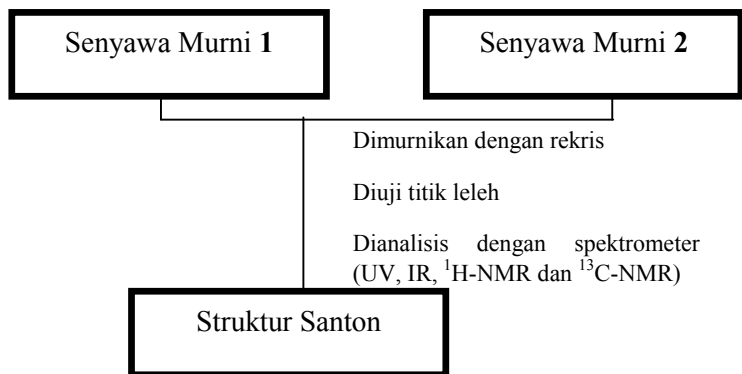 Senyawa Murni 1
Senyawa Murni 2
Dimurnikan dengan rekris
Diuji titik leleh
Dianalisis dengan spektrometer
(UV, IR, ¹H-NMR dan ¹³C-NMR)
Struktur Santon